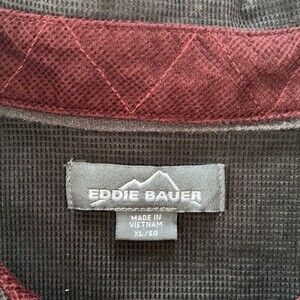 EDDIE BAUER
MADE IN
VIETNAM
XL/EG